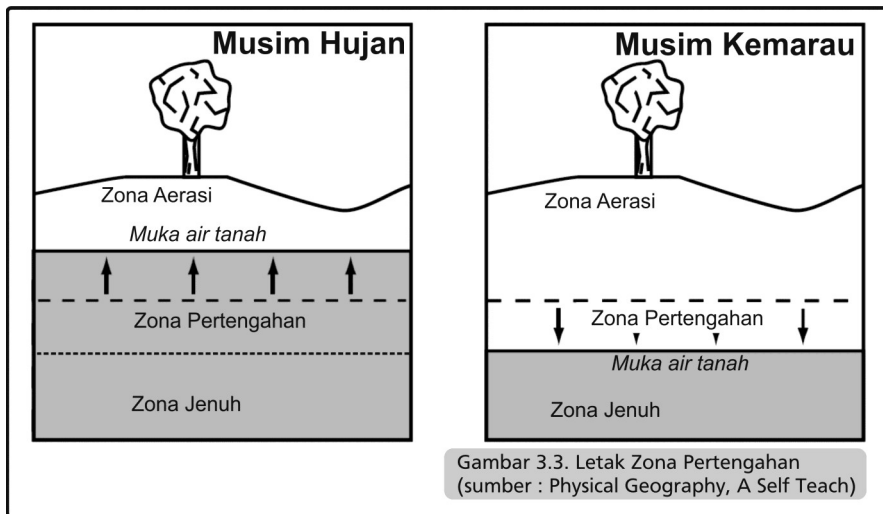 Musim Hujan
Zona Aerasi
Muka air tanah
Zona Pertengahan
Zona Jenuh
Musim Kemarau
Zona Aerasi
Zona Pertengahan
Muka air tanah
Zona Jenuh
Gambar 3.3. Letak Zona Pertengahan
(sumber : Physical Geography, A Self Teach)